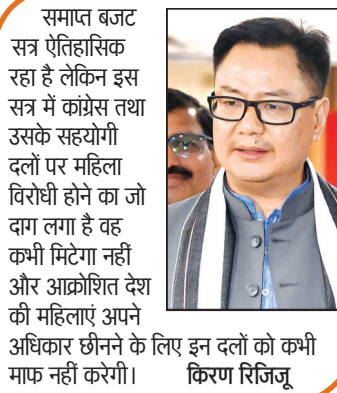 समाप्त बजट
सत्र ऐतिहासिक
रहा है लेकिन इस
सत्र में कांग्रेस तथा
उसके सहयोगी
दलों पर महिला
विरोधी होने का जो
दाग लगा है वह
कभी मिटेगा नहीं
और आक्रोशित देश
की महिलाएं अपने
अधिकार छीनने के लिए इन दलों को कभी
माफ नहीं करेगी। किरण रिजिजू